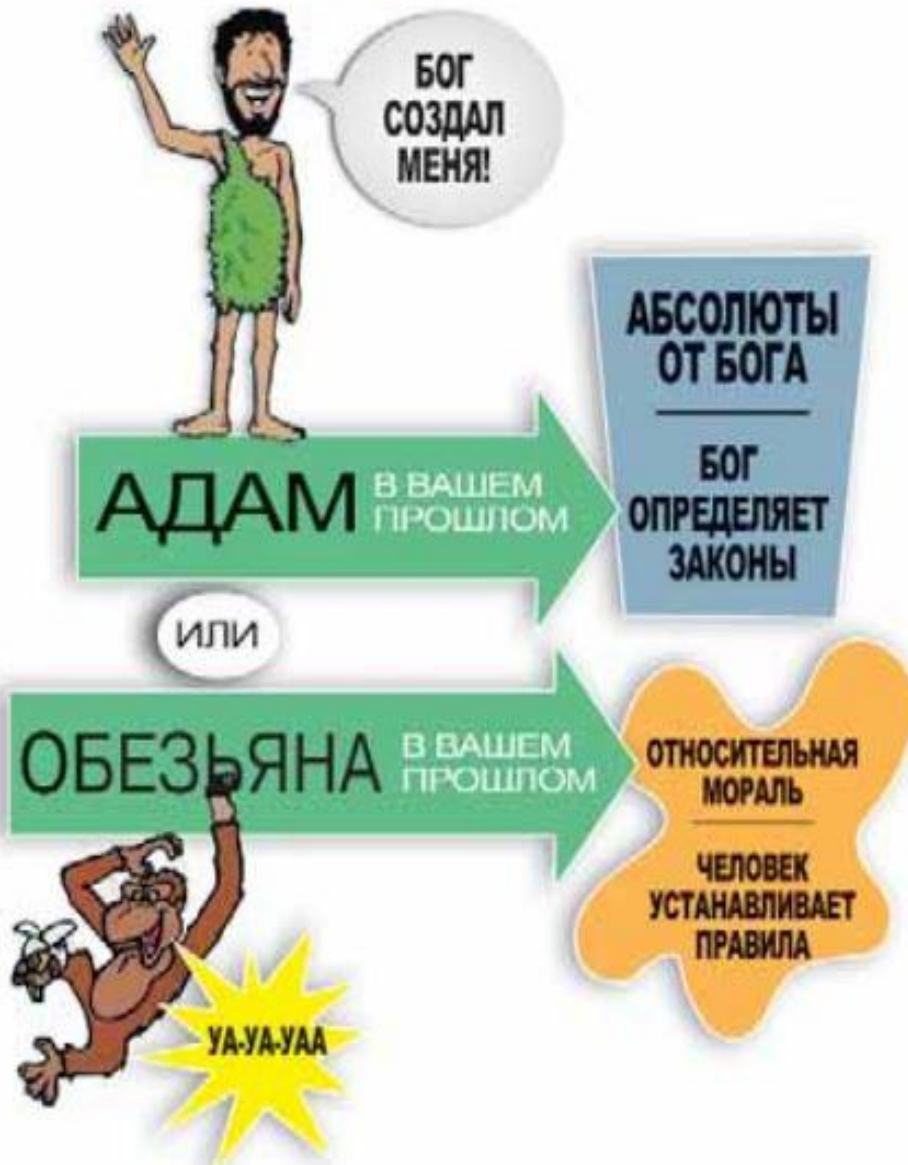 БОГ
СОЗДАЛ
МЕНЯ!
АБСОЛЮТЫ
ОТ БОГА
БОГ
ОПРЕДЕЛЯЕТ
ЗАКОНЫ
АДАМ В ВАШЕМ
ПРОШЛОМ
ИЛИ
ОБЕЗЬЯНА В ВАШЕМ
ПРОШЛОМ
ОТНОСИТЕЛЬНАЯ
МОРАЛЬ
ЧЕЛОВЕК
УСТАНАВЛИВАЕТ
ПРАВИЛА
УА-УА-УАА